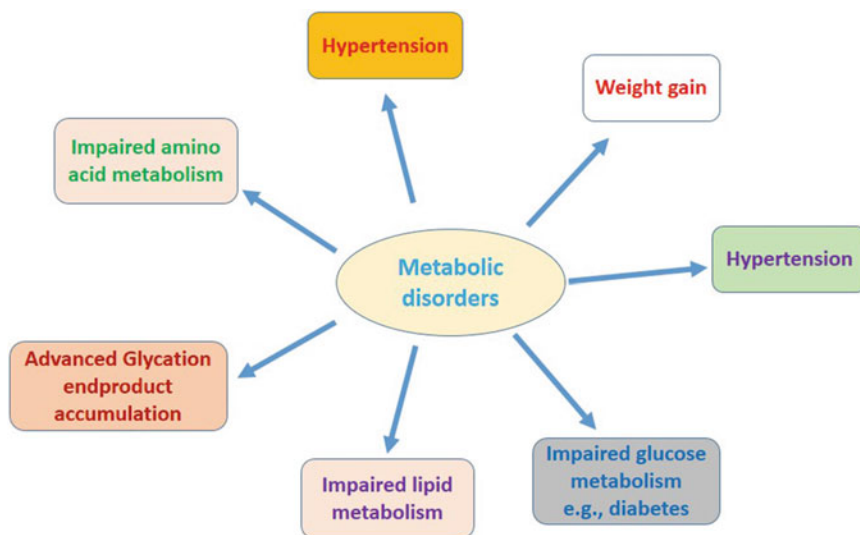 Hypertension
Weight gain
Impaired amino
acid metabolism
Hypertension
Metabolic
disorders
Advanced Glycation
endproduct
accumulation
Impaired lipid
metabolism
Impaired glucose
metabolism
e.g., diabetes